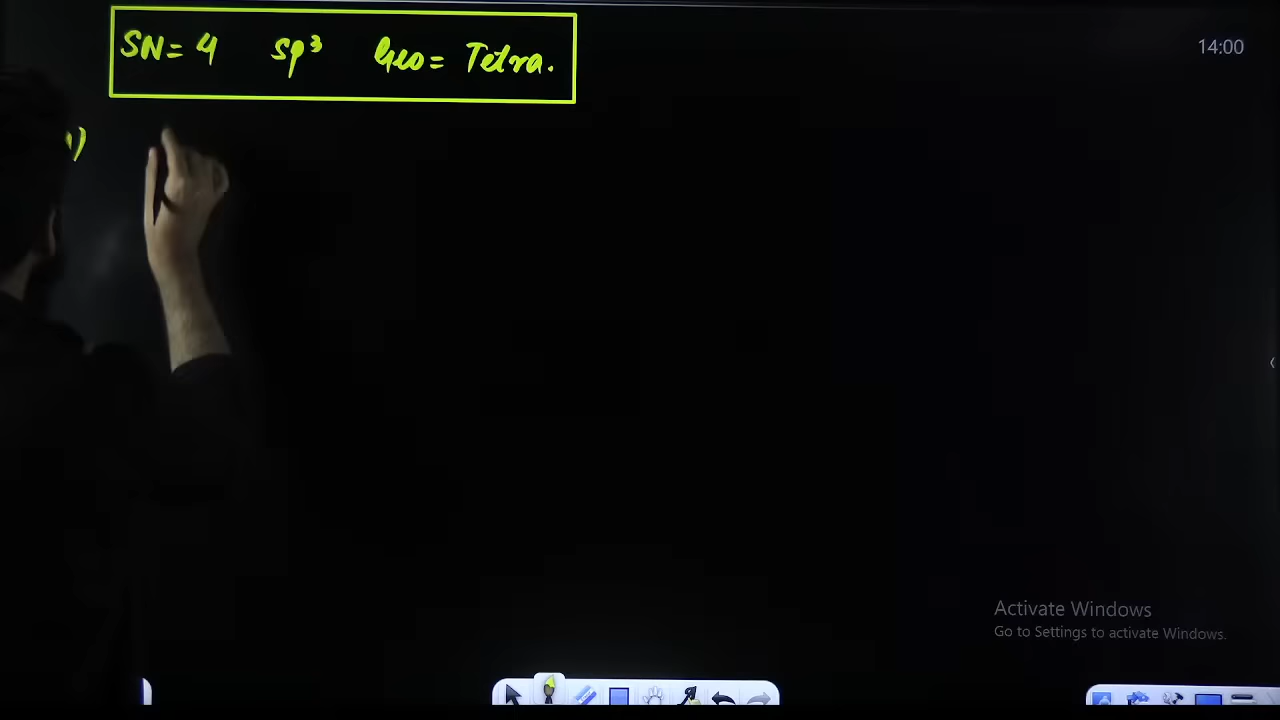 SN = 4 sp³ Geo = Tetra.
14:00
Activate Windows
Go to Settings to activate Windows.